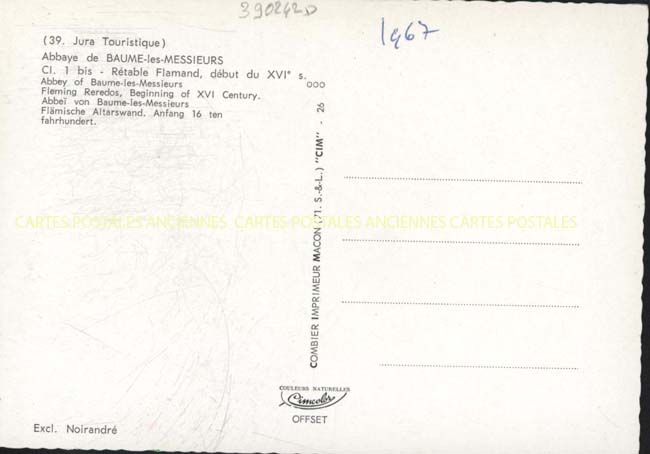 390242D
1967
(39. Jura Touristique)
Abbaye de BAUME-les-MESSIEURS
Cl. 1 bis - Rétable Flamand, début du XVI° s.
Abbey of Baume-les-Messieurs
Fleming Reredos, Beginning of XVI Century.
Abbeï von Baume-les-Messieurs
Flämische Altarswand. Anfang 16 ten
fahrhundert.
COMBIER IMPRIMEUR MACON (71. S.-&-L.) "CIM" - 26 000
CARTES POSTALES ANCIENNES CARTES POSTALES ANCIENNES CARTES POSTALES
COULEURS NATURELLES
Cimcolor
OFFSET
Excl. Noirandré